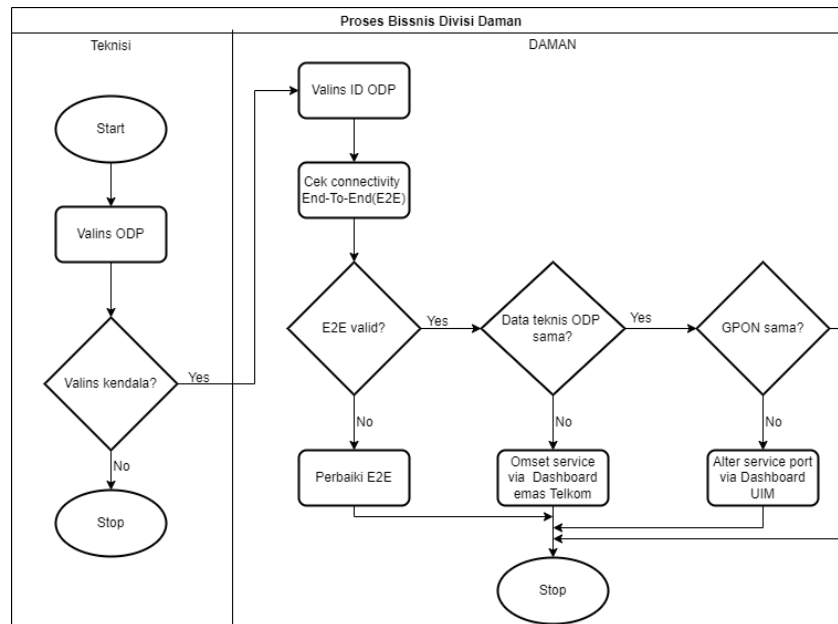 Proses Bissnis Divisi Daman
Teknisi
DAMAN
Start
Valins ODP
Valins kendala?
Yes
No
Stop
Valins ID ODP
Cek connectivity
End-To-End(E2E)
E2E valid?
Yes
No
Perbaiki E2E
Data teknis ODP
sama?
Yes
No
Omset service
via Dashboard
emas Telkom
GPON sama?
No
Alter service port
via Dashboard
UIM
Stop